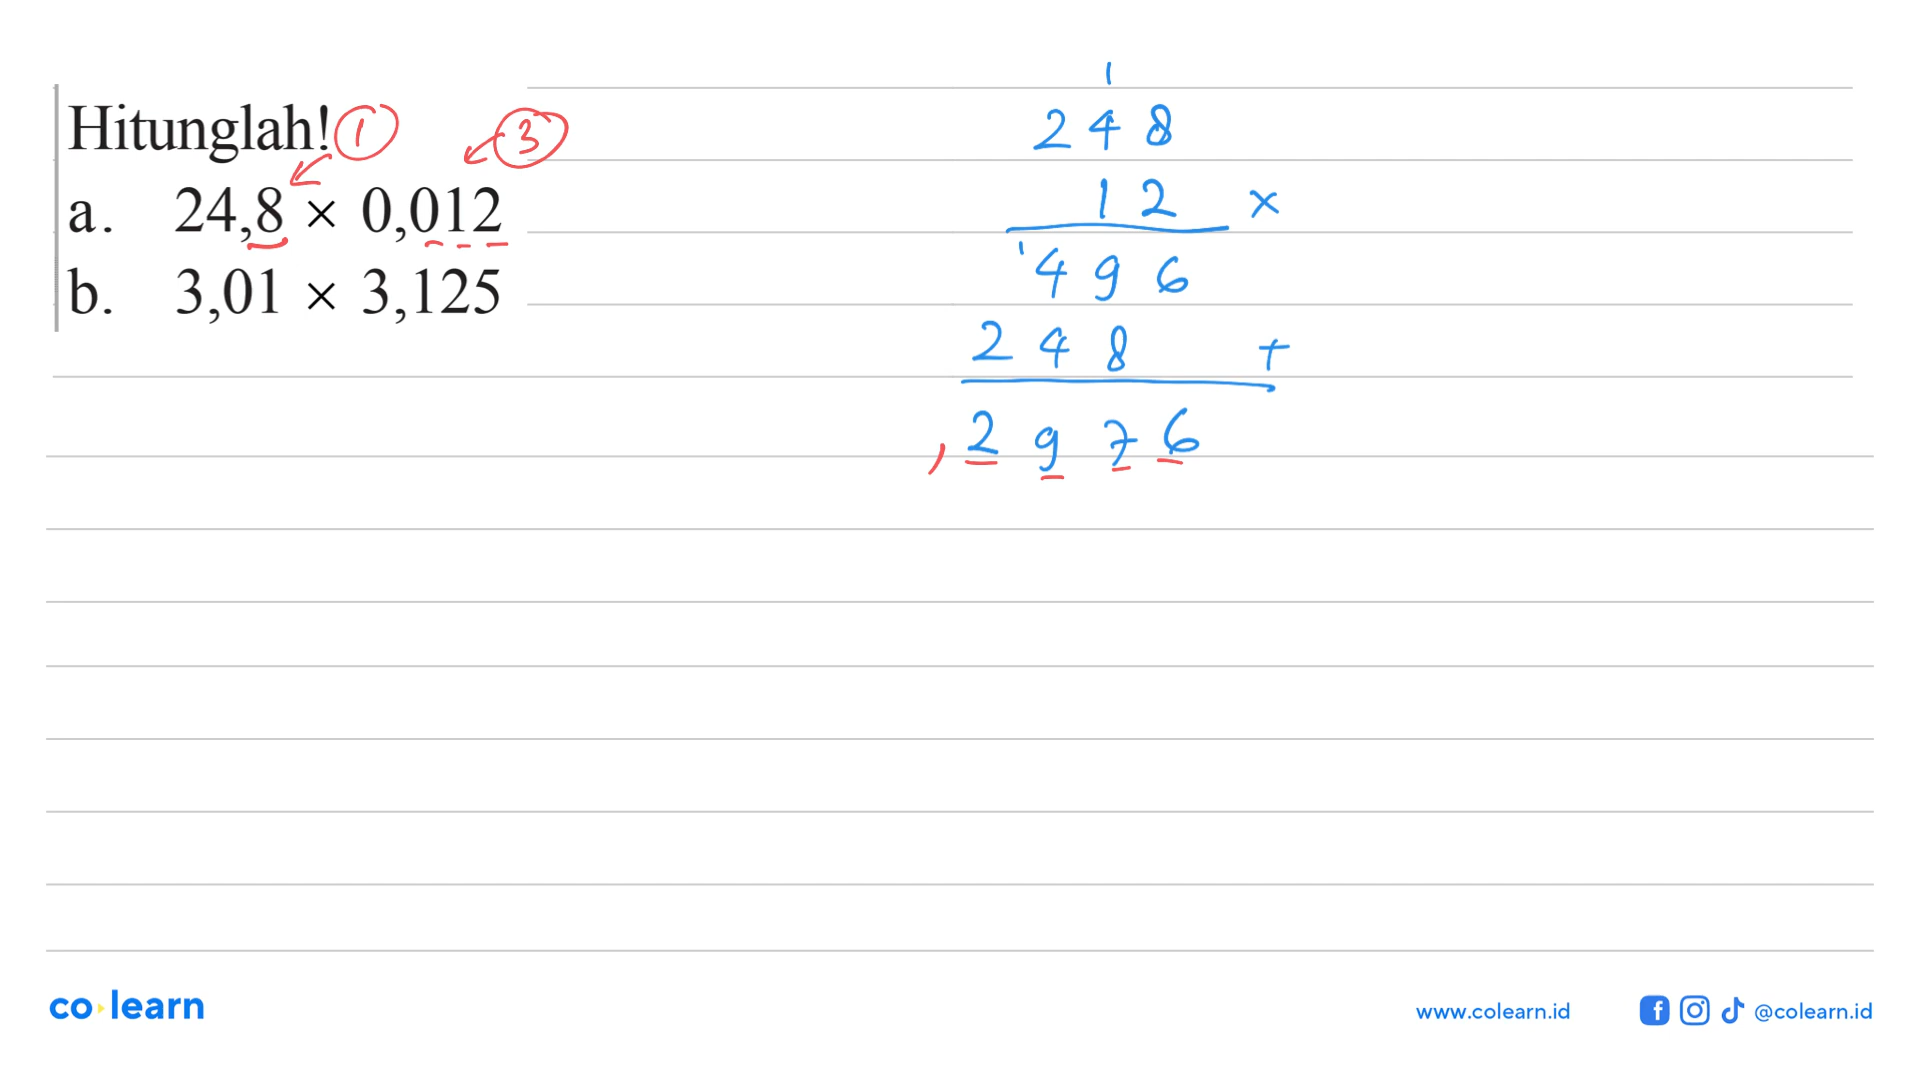 Hitunglah! 1 3
a. 24,8 × 0,012
b. 3,01 × 3,125
1
2 4 8
1 2 ×
1 4 9 6
2 4 8 +
, 2 9 7 6
co learn
www.colearn.id @colearn.id